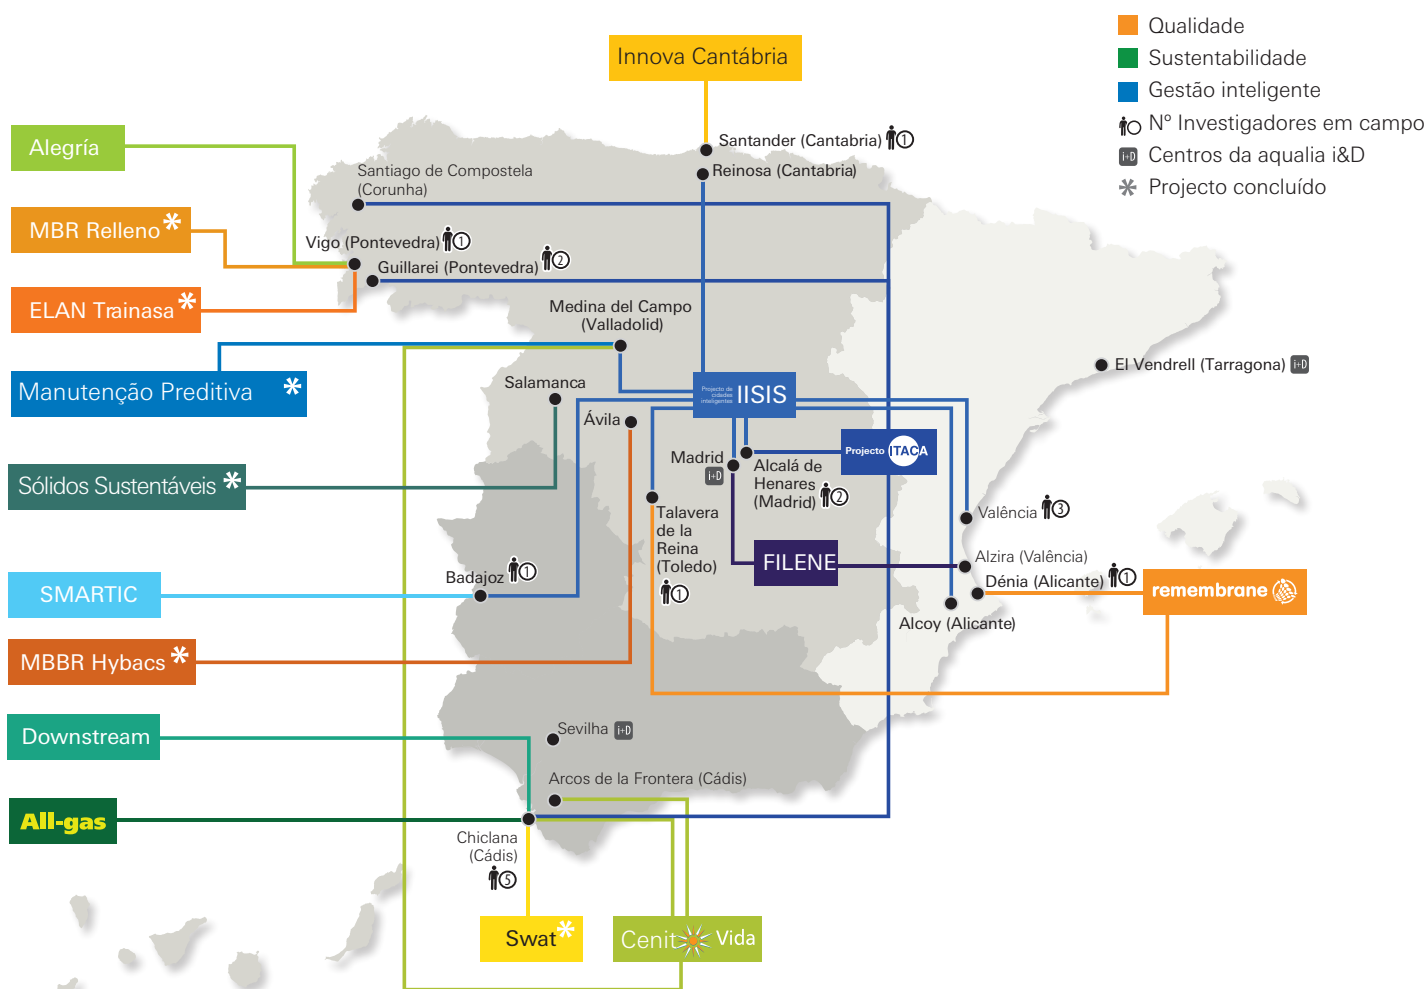 Innova Cantábria
Qualidade
Sustentabilidade
Gestão inteligente
Nº Investigadores em campo
i+D Centros da aqualia i&D
* Projecto concluído
Alegría
MBR Relleno*
ELAN Trainasa*
Manutenção Preditiva *
Sólidos Sustentáveis *
SMARTIC
MBBR Hybacs *
Downstream
All-gas
Santander (Cantabria) 1
Reinosa (Cantabria)
Santiago de Compostela
(Corunha)
Vigo (Pontevedra) 1
Guillarei (Pontevedra) 2
Medina del Campo
(Valladolid)
Salamanca
Ávila
Projecto de
cidades
inteligentes
IISIS
El Vendrell (Tarragona) i+D
Projecto ITACA
Madrid
i+D
Alcalá de
Henares
(Madrid) 2
Talavera
de la
Reina
(Toledo)
1
FILENE
Valência 3
Alzira (Valência)
Dénia (Alicante) 1
Alcoy (Alicante)
remembrane
Badajoz 1
Sevilha i+D
Arcos de la Frontera (Cádis)
Chiclana
(Cádis)
5
Swat*
Cenit Vida